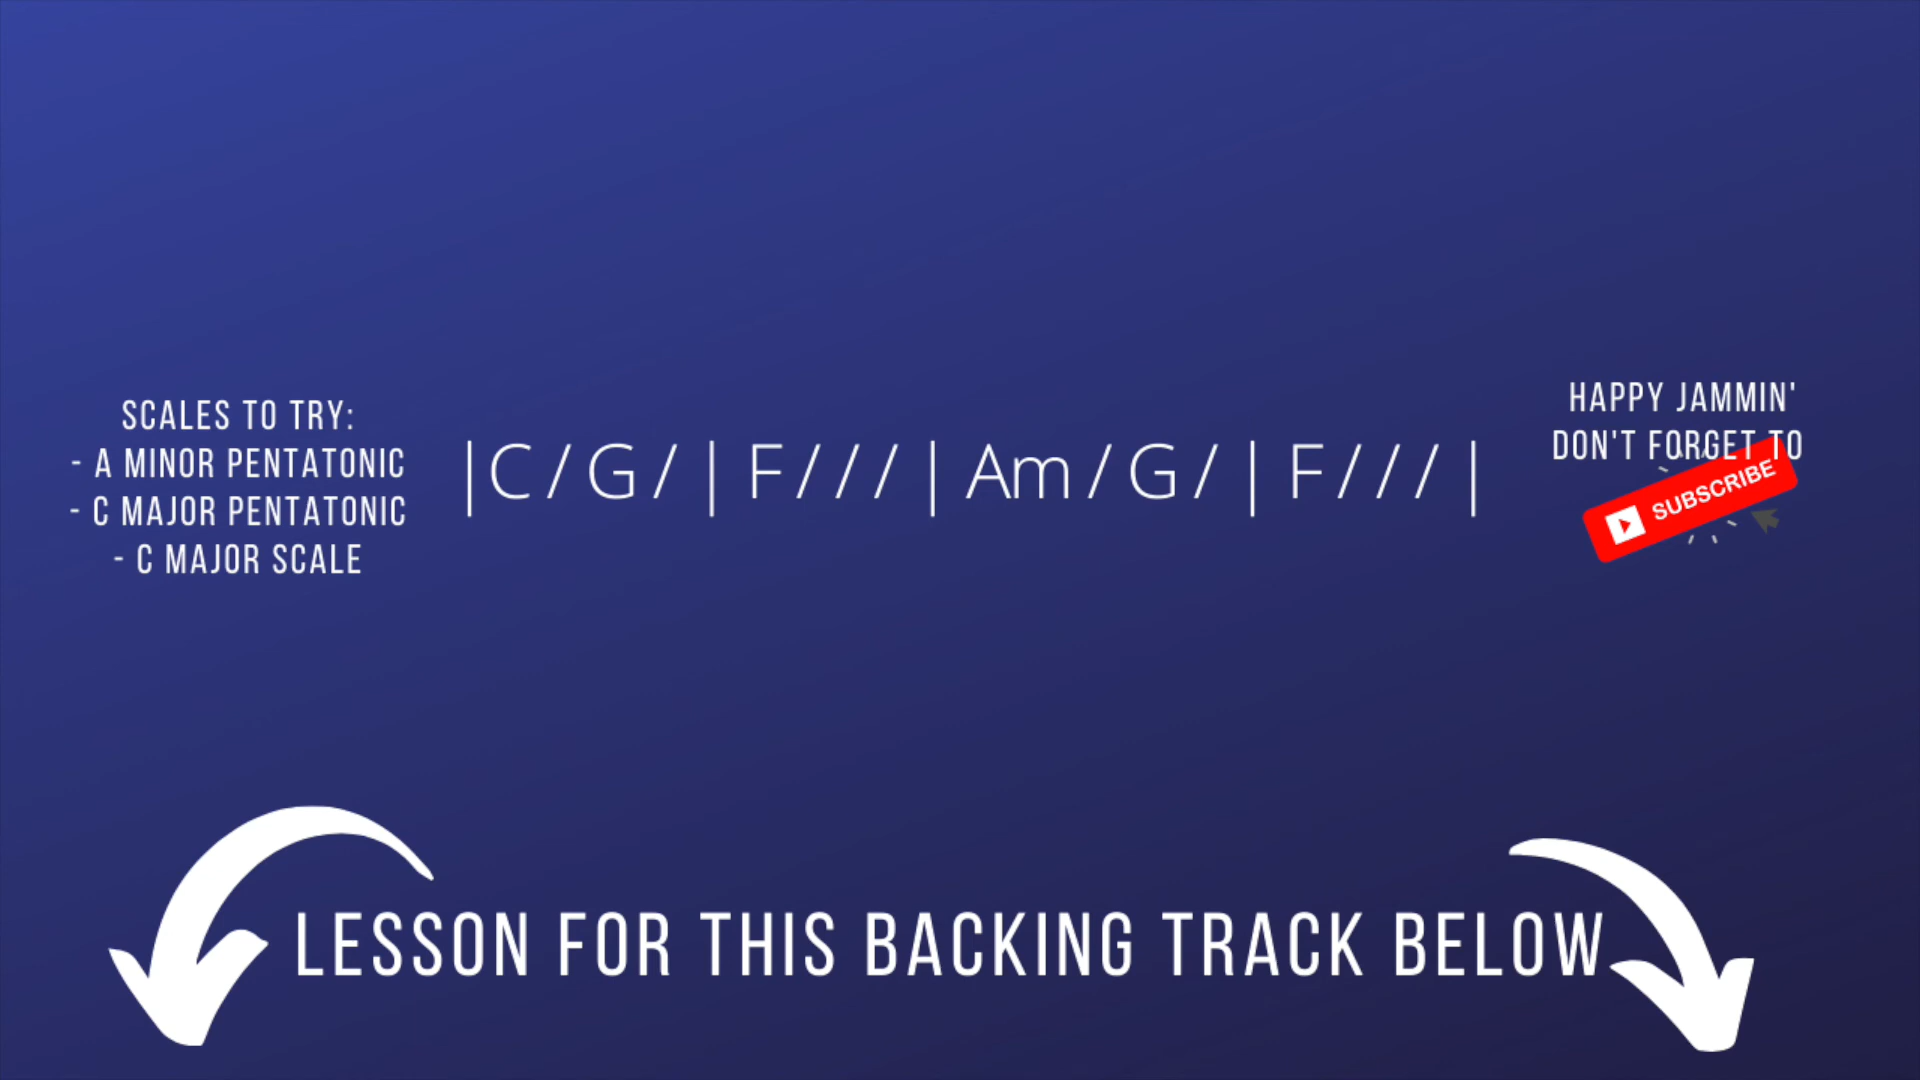 SCALES TO TRY:
- A MINOR PENTATONIC
- C MAJOR PENTATONIC
- C MAJOR SCALE
|C / G / | F / / / | Am / G / | F / / / |
HAPPY JAMMIN'
DON'T FORGET TO
SUBSCRIBE
LESSON FOR THIS BACKING TRACK BELOW